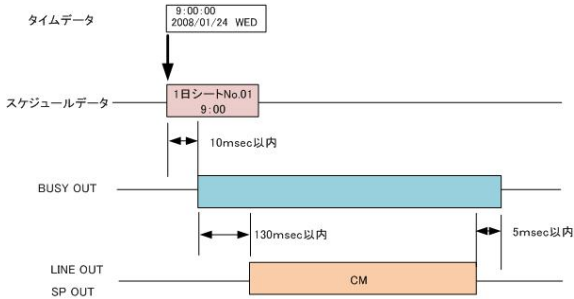 タイムデータ
9:00:00
2008/01/24 WED
スケジュールデータ
1日シートNo.01
9:00
10msec以内
BUSY OUT
130msec以内
5msec以内
LINE OUT
SP OUT
CM